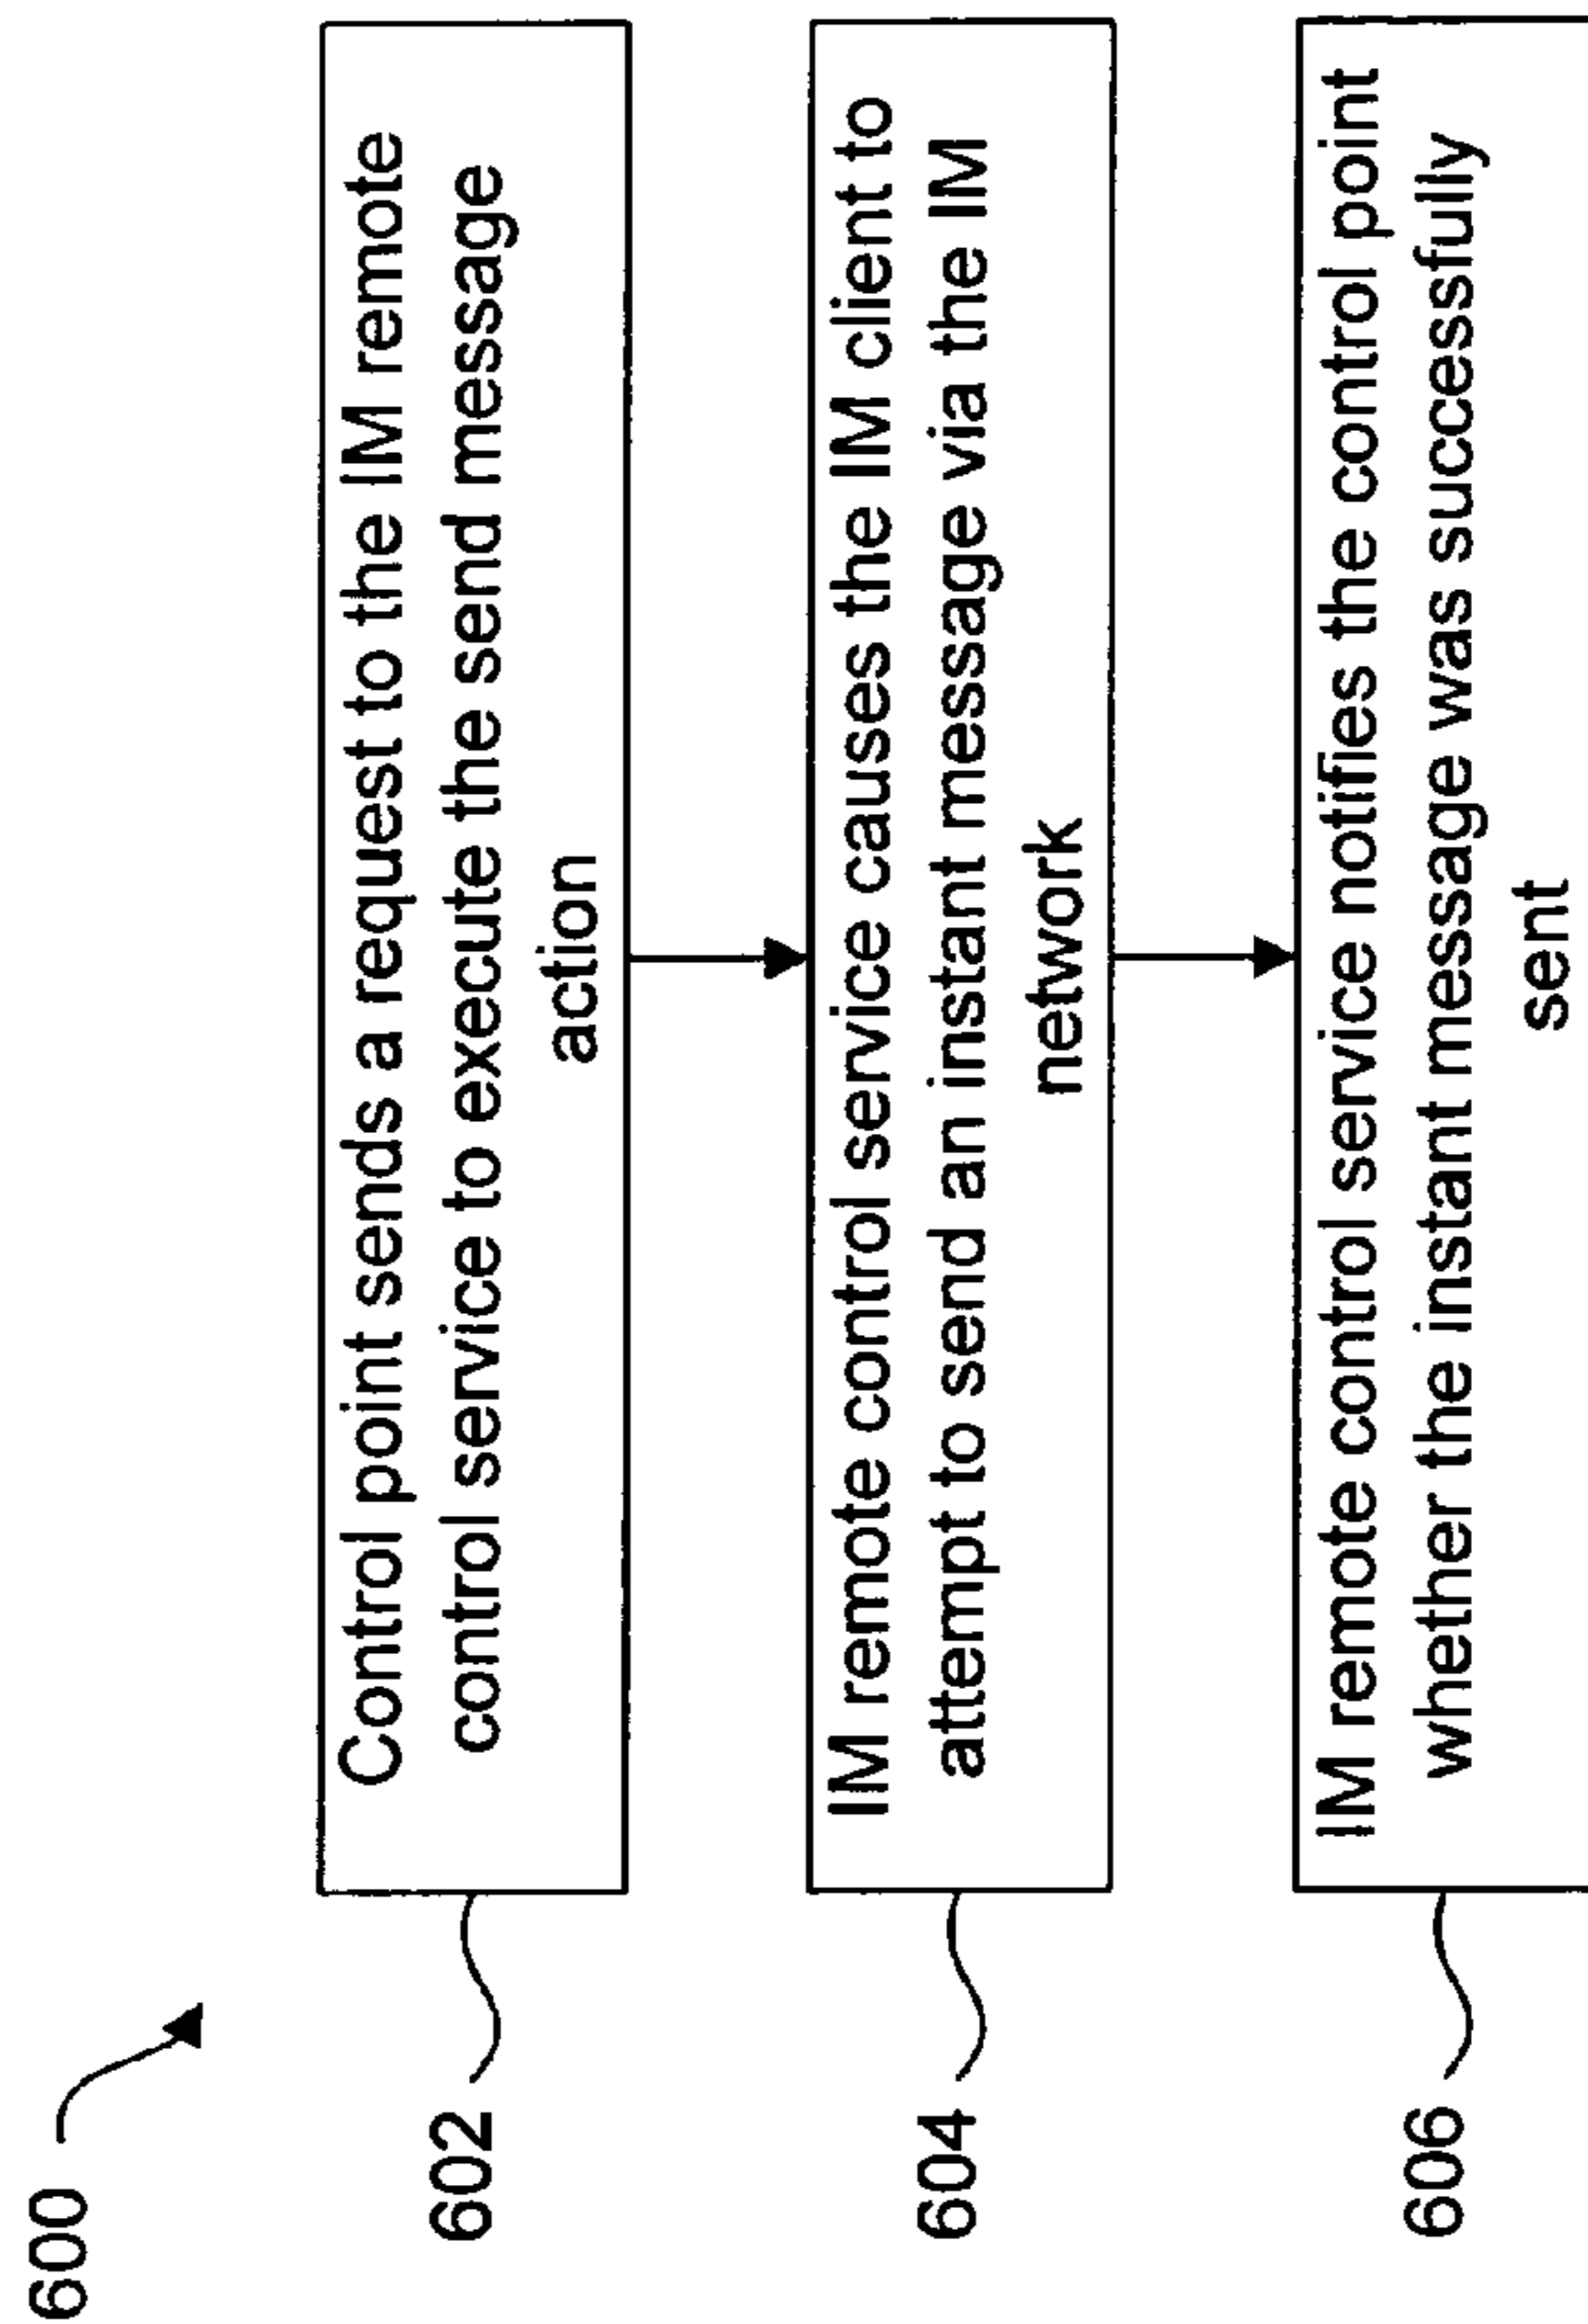 600
602
Control point sends a request to the IM remote
control service to execute the send message
action
604
IM remote control service causes the IM client to
attempt to send an instant message via the IM
network
606
IM remote control service notifies the control point
whether the instant message was successfully
sent